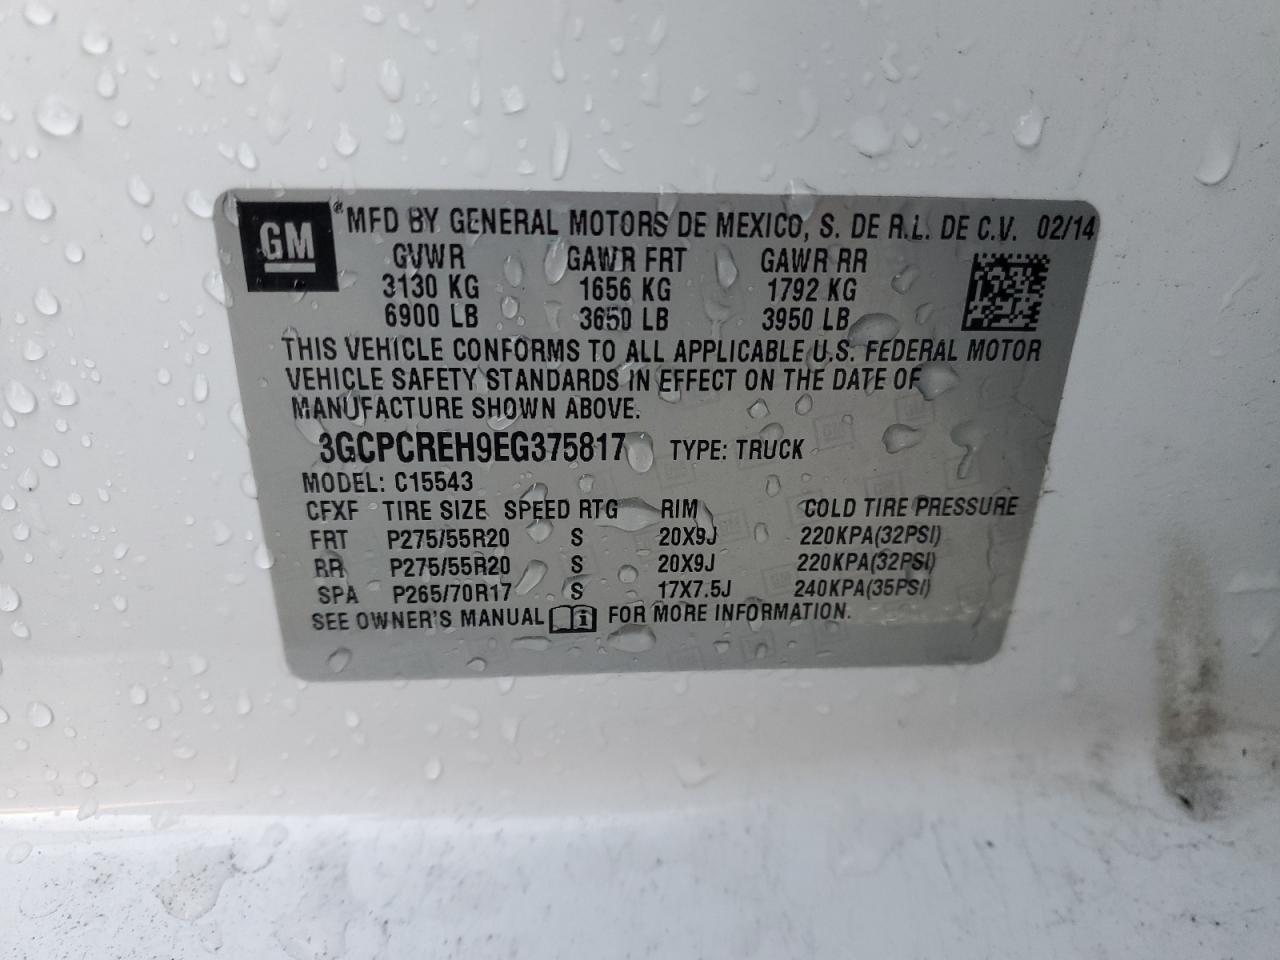 GM ® MFD BY GENERAL MOTORS DE MEXICO, S. DE R.L. DE C.V. 02/14
GVWR GAWR FRT GAWR RR
3130 KG 1656 KG 1792 KG
6900 LB 3650 LB 3950 LB
THIS VEHICLE CONFORMS TO ALL APPLICABLE U.S. FEDERAL MOTOR
VEHICLE SAFETY STANDARDS IN EFFECT ON THE DATE OF
MANUFACTURE SHOWN ABOVE.
3GCPCREH9EG375817 TYPE: TRUCK
MODEL: C15543
CFXF TIRE SIZE SPEED RTG RIM COLD TIRE PRESSURE
FRT P275/55R20 S 20X9J 220KPA(32PSI)
RR P275/55R20 S 20X9J 220KPA(32PSI)
SPA P265/70R17 S 17X7.5J 240KPA(35PSI)
SEE OWNER'S MANUAL i FOR MORE INFORMATION.